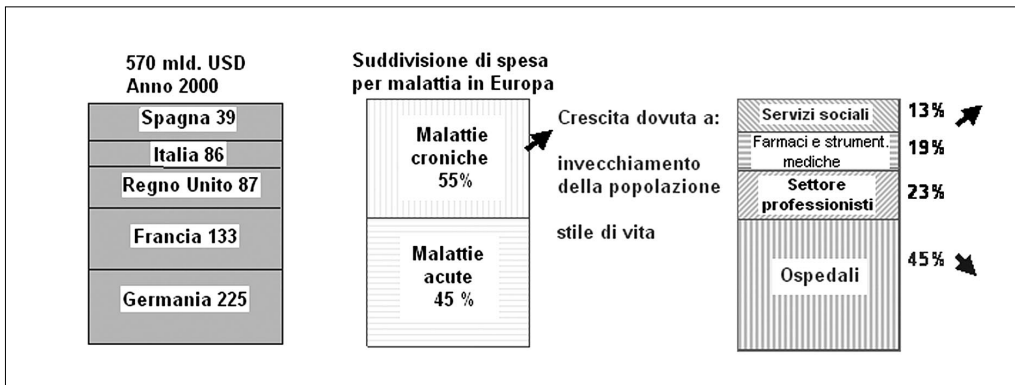 570 mld. USD
Anno 2000
Spagna 39
Italia 86
Regno Unito 87
Francia 133
Germania 225
Suddivisione di spesa
per malattia in Europa
Malattie
croniche
55%
Malattie
acute
45 %
Crescita dovuta a:
invecchiamento
della popolazione
stile di vita
Servizi sociali
13%
Farmaci e strument.
mediche
19%
Settore
professionisti
23%
Ospedali
45%